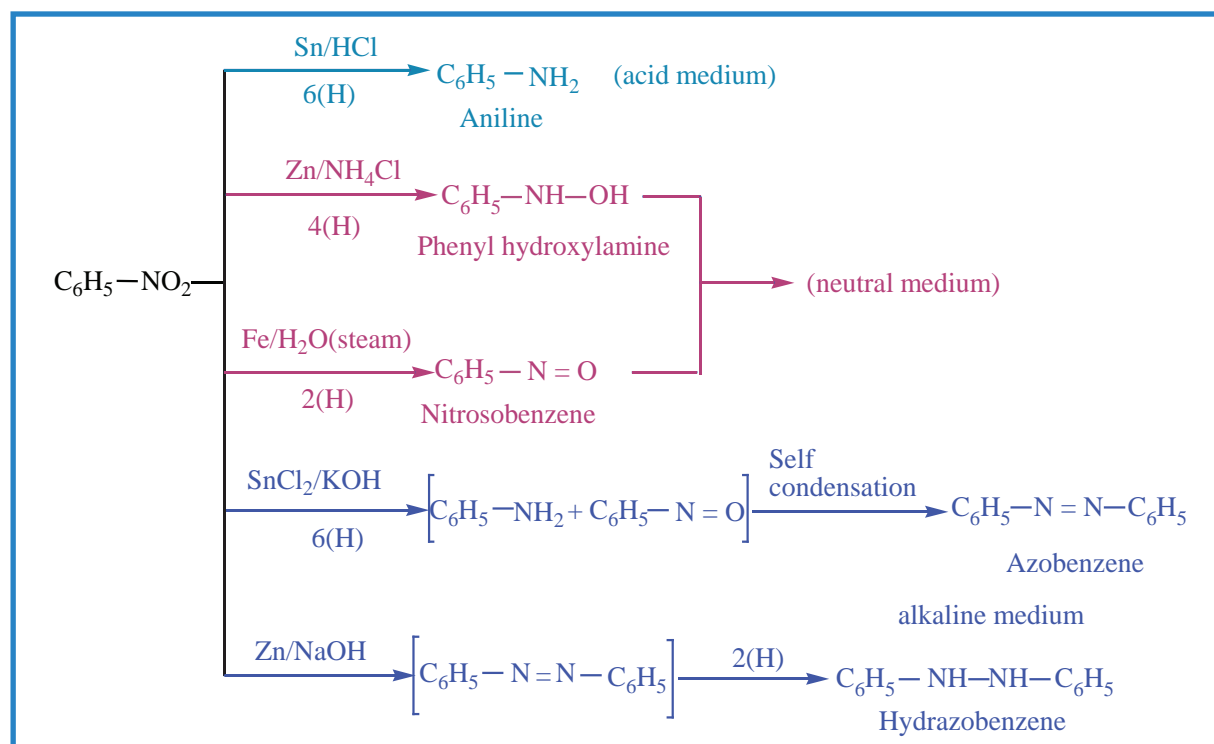 Sn/HCl
6(H)
C₆H₅ — NH₂ (acid medium)
Aniline
Zn/NH₄Cl
4(H)
C₆H₅—NH—OH
Phenyl hydroxylamine
C₆H₅—NO₂
(neutral medium)
Fe/H₂O(steam)
2(H)
C₆H₅ — N = O
Nitrosobenzene
SnCl₂/KOH
6(H)
[C₆H₅—NH₂ + C₆H₅— N = O]
Self
condensation
C₆H₅—N = N—C₆H₅
Azobenzene
alkaline medium
Zn/NaOH
[C₆H₅ — N = N — C₆H₅]
2(H)
C₆H₅ — NH—NH— C₆H₅
Hydrazobenzene